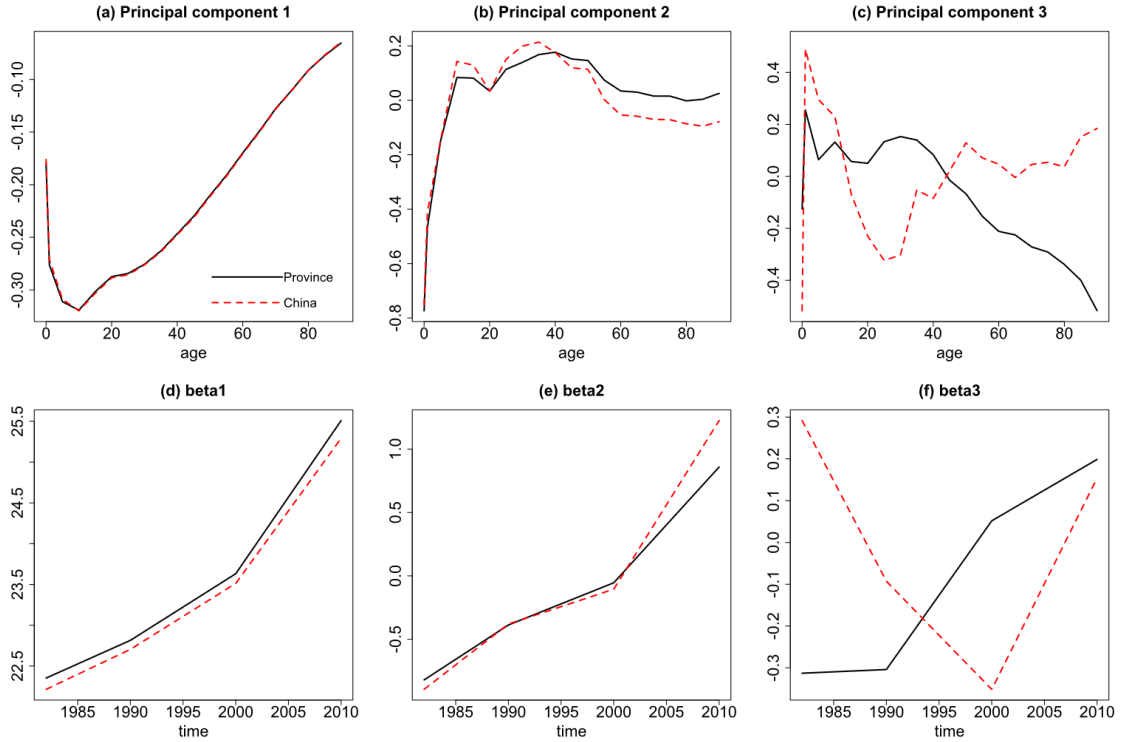 (a) Principal component 1
-0.10
-0.15
-0.20
-0.25
-0.30
Province
China
0 20 40 60 80
age
(b) Principal component 2
0.2
0.0
-0.2
-0.4
-0.6
-0.8
0 20 40 60 80
age
(c) Principal component 3
0.4
0.2
0.0
-0.2
-0.4
0 20 40 60 80
age
(d) beta1
25.5
24.5
23.5
22.5
1985 1990 1995 2000 2005 2010
time
(e) beta2
1.0
0.5
0.0
-0.5
1985 1990 1995 2000 2005 2010
time
(f) beta3
0.3
0.2
0.1
0.0
-0.1
-0.2
-0.3
1985 1990 1995 2000 2005 2010
time